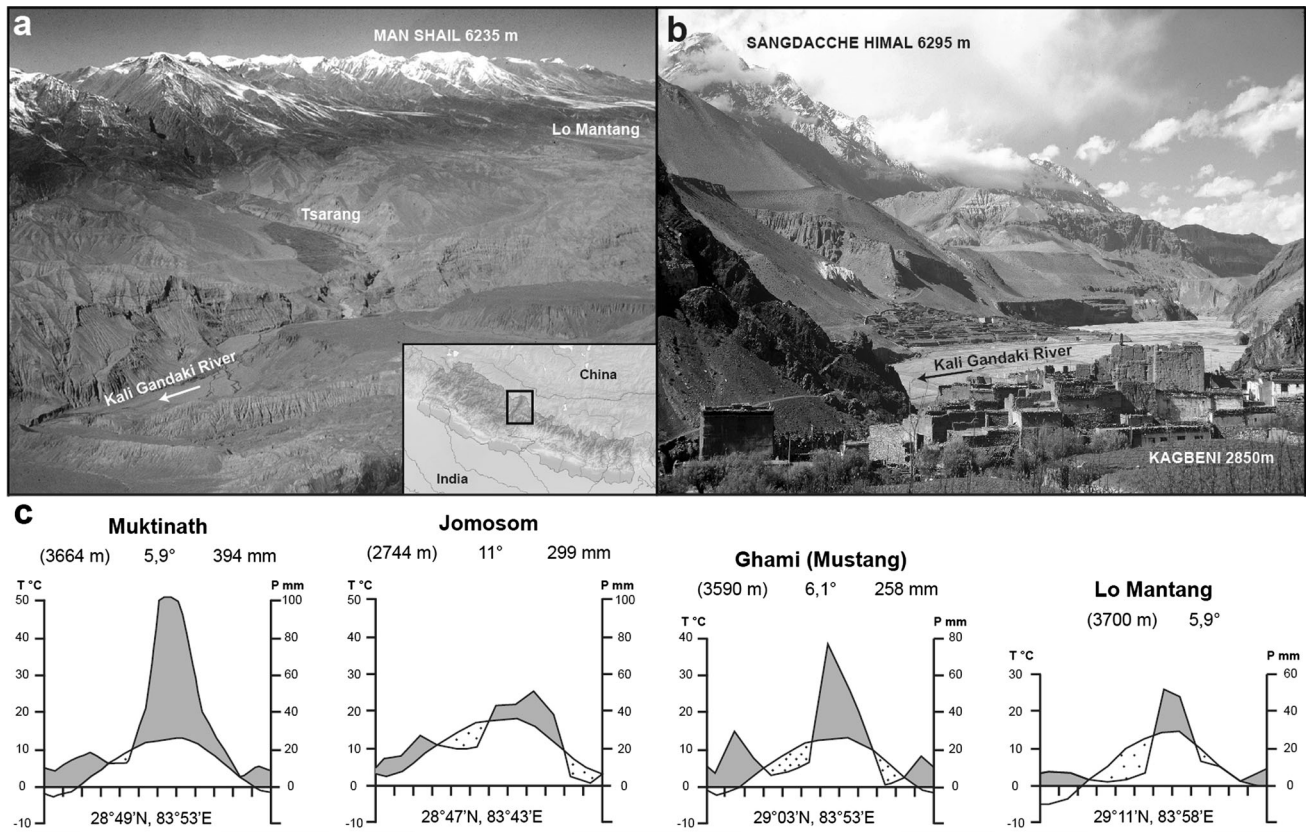 a
MAN SHAIL 6235 m
Lo Mantang
Tsarang
Kali Gandaki River
China
1
India
b
SANGDACCHE HIMAL 6295 m
Kali Gandaki River
KAGBENI 2850m
c
Muktinath
(3664 m) 5,9° 394 mm
T °C P mm
50 100
40 80
30 60
20 40
10 20
0 0
-10
28°49'N, 83°53'E
Jomosom
(2744 m) 11° 299 mm
T °C P mm
50 100
40 80
30 60
20 40
10 20
0 0
-10
28°47'N, 83°43'E
Ghami (Mustang)
(3590 m) 6,1° 258 mm
T °C P mm
40 80
30 60
20 40
10 20
0 0
-10
29°03'N, 83°53'E
Lo Mantang
(3700 m) 5,9°
T °C P mm
30 60
20 40
10 20
0 0
-10
29°11'N, 83°58'E